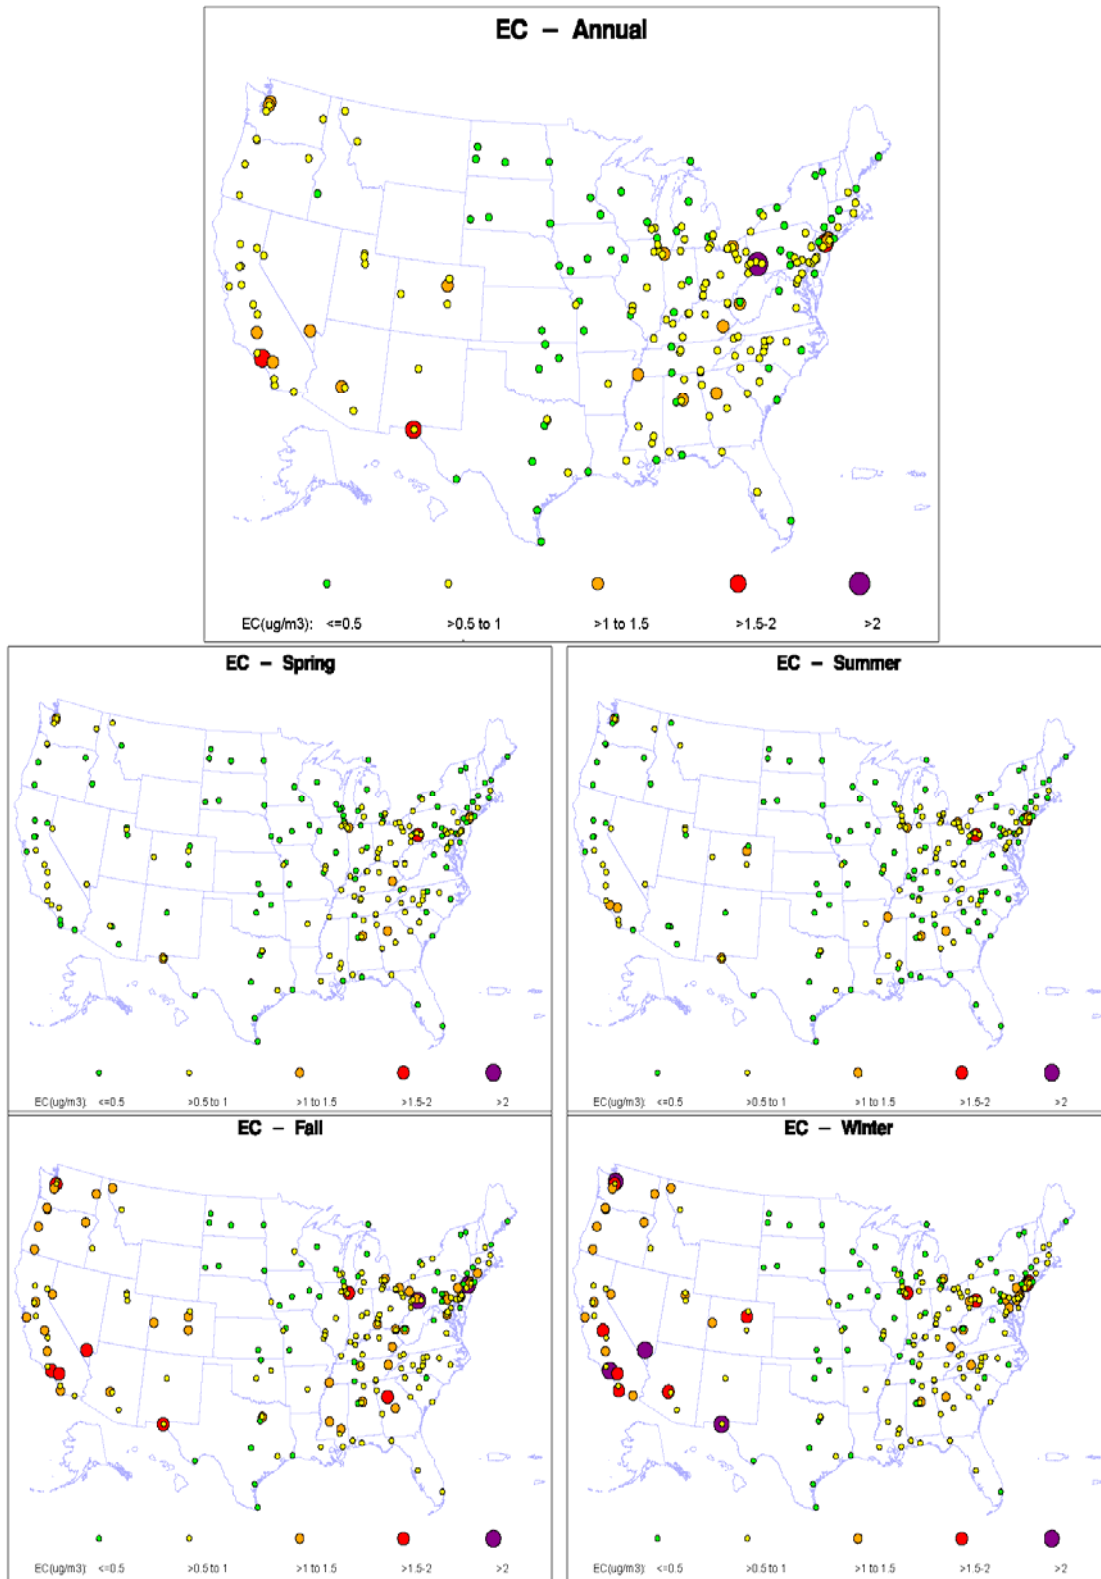 EC – Annual
EC(ug/m3): <=0.5 >0.5 to 1 >1 to 1.5 >1.5-2 >2
EC – Spring
EC(ug/m3): <=0.5 >0.5 to 1 >1 to 1.5 >1.5-2 >2
EC – Summer
EC(ug/m3): <=0.5 >0.5 to 1 >1 to 1.5 >1.5-2 >2
EC – Fall
EC(ug/m3): <=0.5 >0.5 to 1 >1 to 1.5 >1.5-2 >2
EC – Winter
EC(ug/m3): <=0.5 >0.5 to 1 >1 to 1.5 >1.5-2 >2